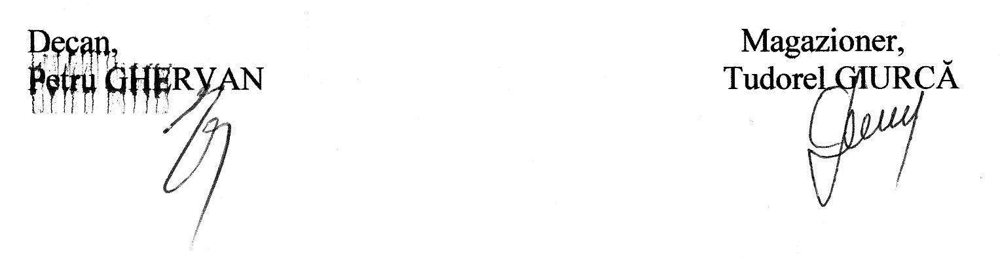 Decan,
Petru GHERVAN
Magazioner,
Tudorel GIURCĂ